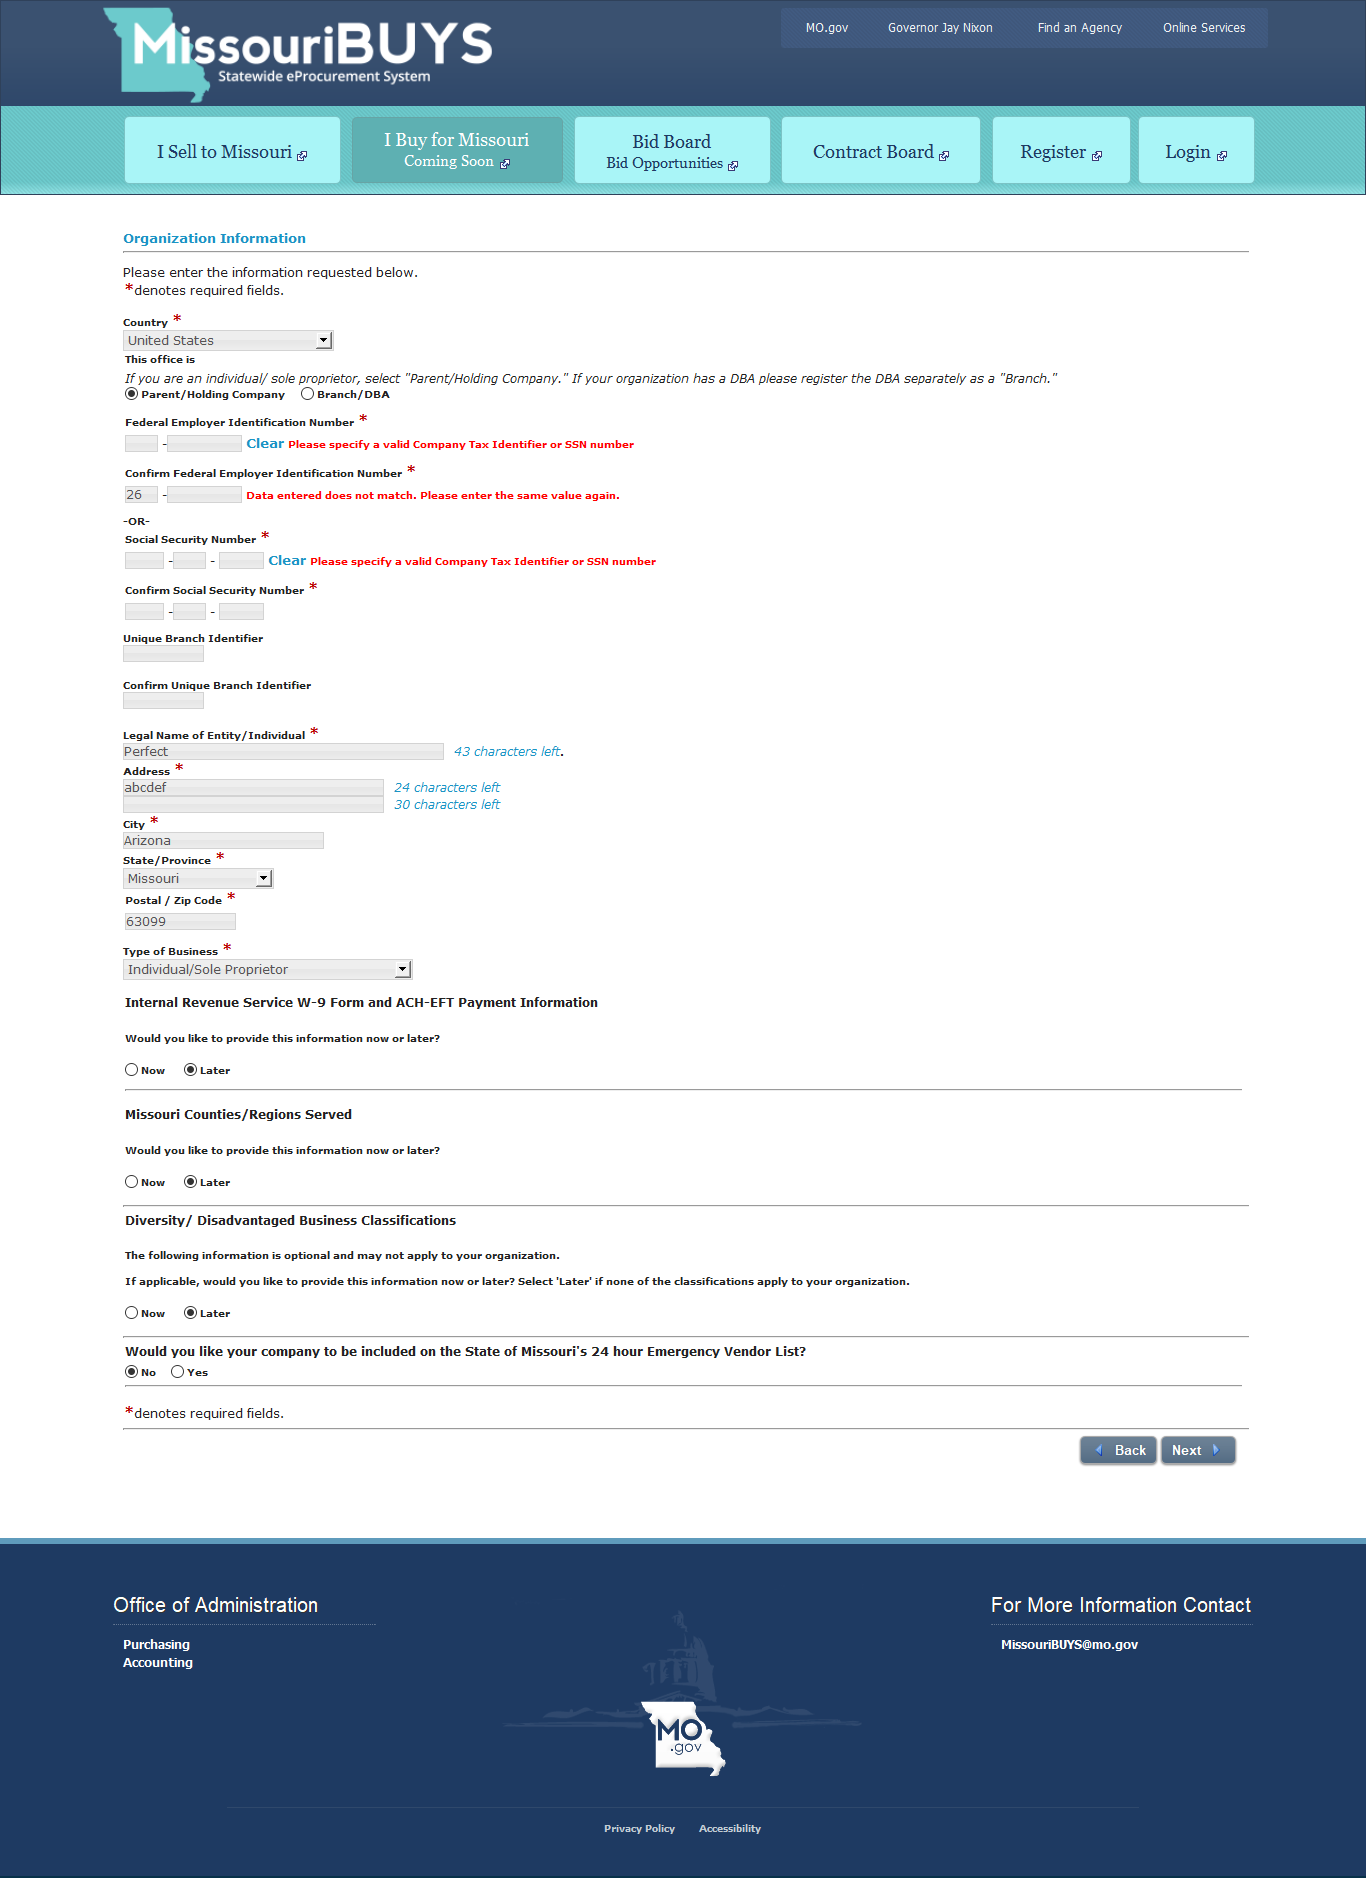 MissouriBUYS
Statewide eProcurement System
MO.gov Governor Jay Nixon Find an Agency Online Services
I Sell to Missouri
I Buy for Missouri
Coming Soon
Bid Board
Bid Opportunities
Contract Board
Register
Login
Organization Information
Please enter the information requested below.
*denotes required fields.
Country *
United States
This office is
If you are an individual/ sole proprietor, select "Parent/Holding Company." If your organization has a DBA please register the DBA separately as a "Branch."
Parent/Holding Company Branch/DBA
Federal Employer Identification Number *
- Clear Please specify a valid Company Tax Identifier or SSN number
Confirm Federal Employer Identification Number *
26 - Data entered does not match. Please enter the same value again.
-OR-
Social Security Number *
- - Clear Please specify a valid Company Tax Identifier or SSN number
Confirm Social Security Number *
- -
Unique Branch Identifier
Confirm Unique Branch Identifier
Legal Name of Entity/Individual *
Perfect 43 characters left.
Address *
abcdef 24 characters left
30 characters left
City *
Arizona
State/Province *
Missouri
Postal / Zip Code *
63099
Type of Business *
Individual/Sole Proprietor
Internal Revenue Service W-9 Form and ACH-EFT Payment Information
Would you like to provide this information now or later?
Now Later
Missouri Counties/Regions Served
Would you like to provide this information now or later?
Now Later
Diversity/ Disadvantaged Business Classifications
The following information is optional and may not apply to your organization.
If applicable, would you like to provide this information now or later? Select 'Later' if none of the classifications apply to your organization.
Now Later
Would you like your company to be included on the State of Missouri's 24 hour Emergency Vendor List?
No Yes
*denotes required fields.
Back Next
Office of Administration
Purchasing
Accounting
For More Information Contact
MissouriBUYS@mo.gov
MO
.gov
Privacy Policy Accessibility